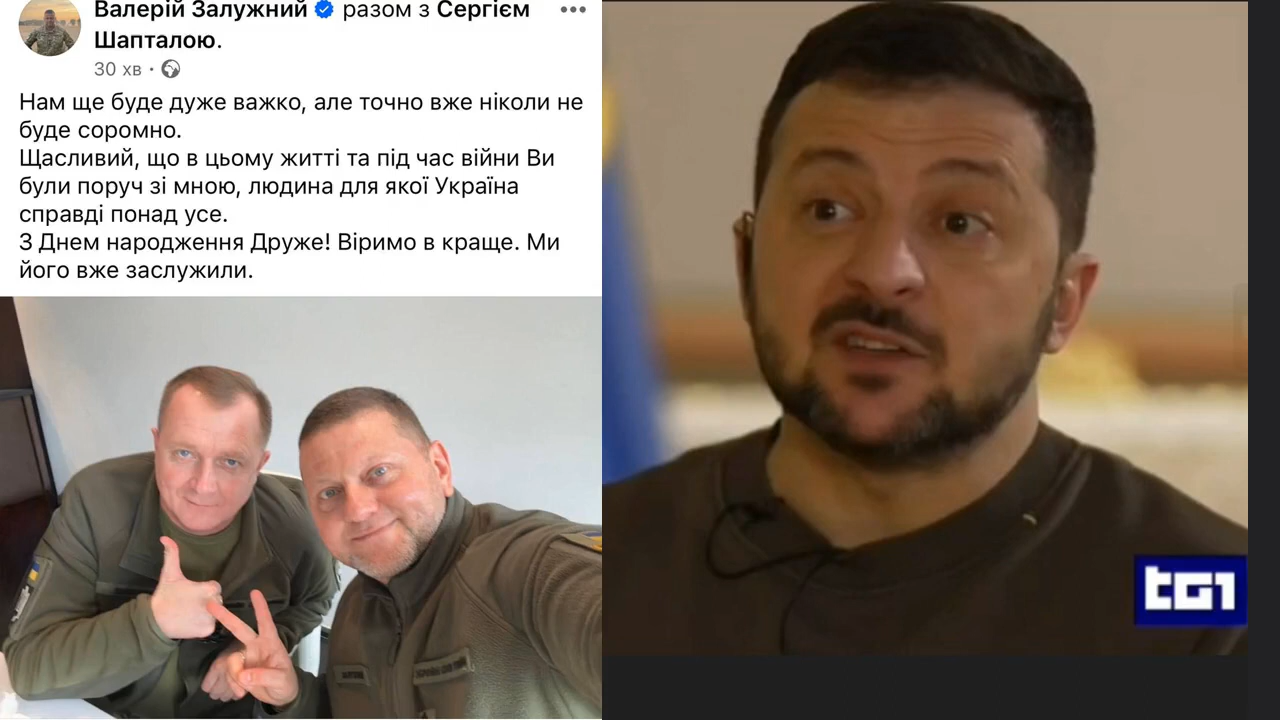 Валерій Залужний разом з Сергієм
Шапталою.
30 хв ·
Нам ще буде дуже важко, але точно вже ніколи не
буде соромно.
Щасливий, що в цьому житті та під час війни Ви
були поруч зі мною, людина для якої Україна
справді понад усе.
З Днем народження Друже! Віримо в краще. Ми
його вже заслужили.
tG1